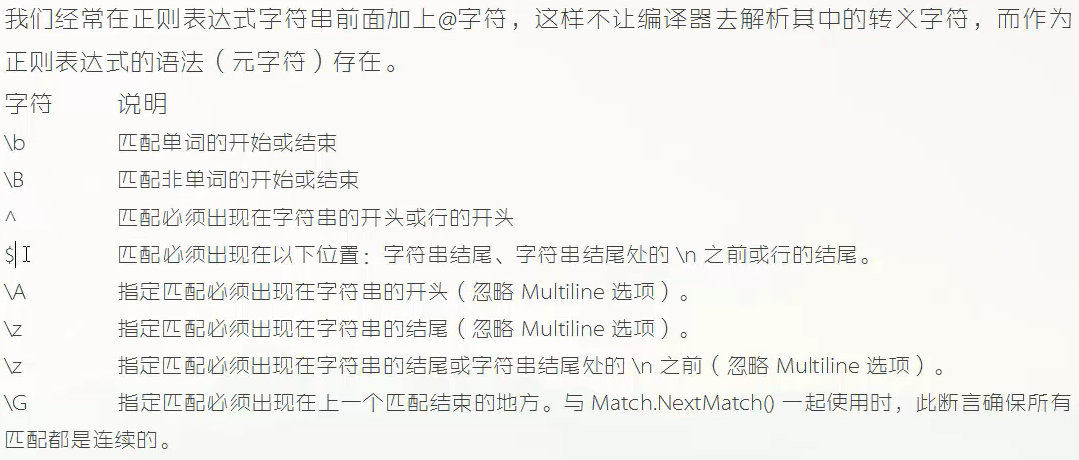 我们经常在正则表达式字符串前面加上@字符，这样不让编译器去解析其中的转义字符，而作为
正则表达式的语法（元字符）存在。
字符 说明
\b 匹配单词的开始或结束
\B 匹配非单词的开始或结束
^ 匹配必须出现在字符串的开头或行的开头
$ 匹配必须出现在以下位置：字符串结尾、字符串结尾处的 \n 之前或行的结尾。
\A 指定匹配必须出现在字符串的开头（忽略 Multiline 选项）。
\z 指定匹配必须出现在字符串的结尾（忽略 Multiline 选项）。
\z 指定匹配必须出现在字符串的结尾或字符串结尾处的 \n 之前（忽略 Multiline 选项）。
\G 指定匹配必须出现在上一个匹配结束的地方。与 Match.NextMatch() 一起使用时，此断言确保所有
匹配都是连续的。